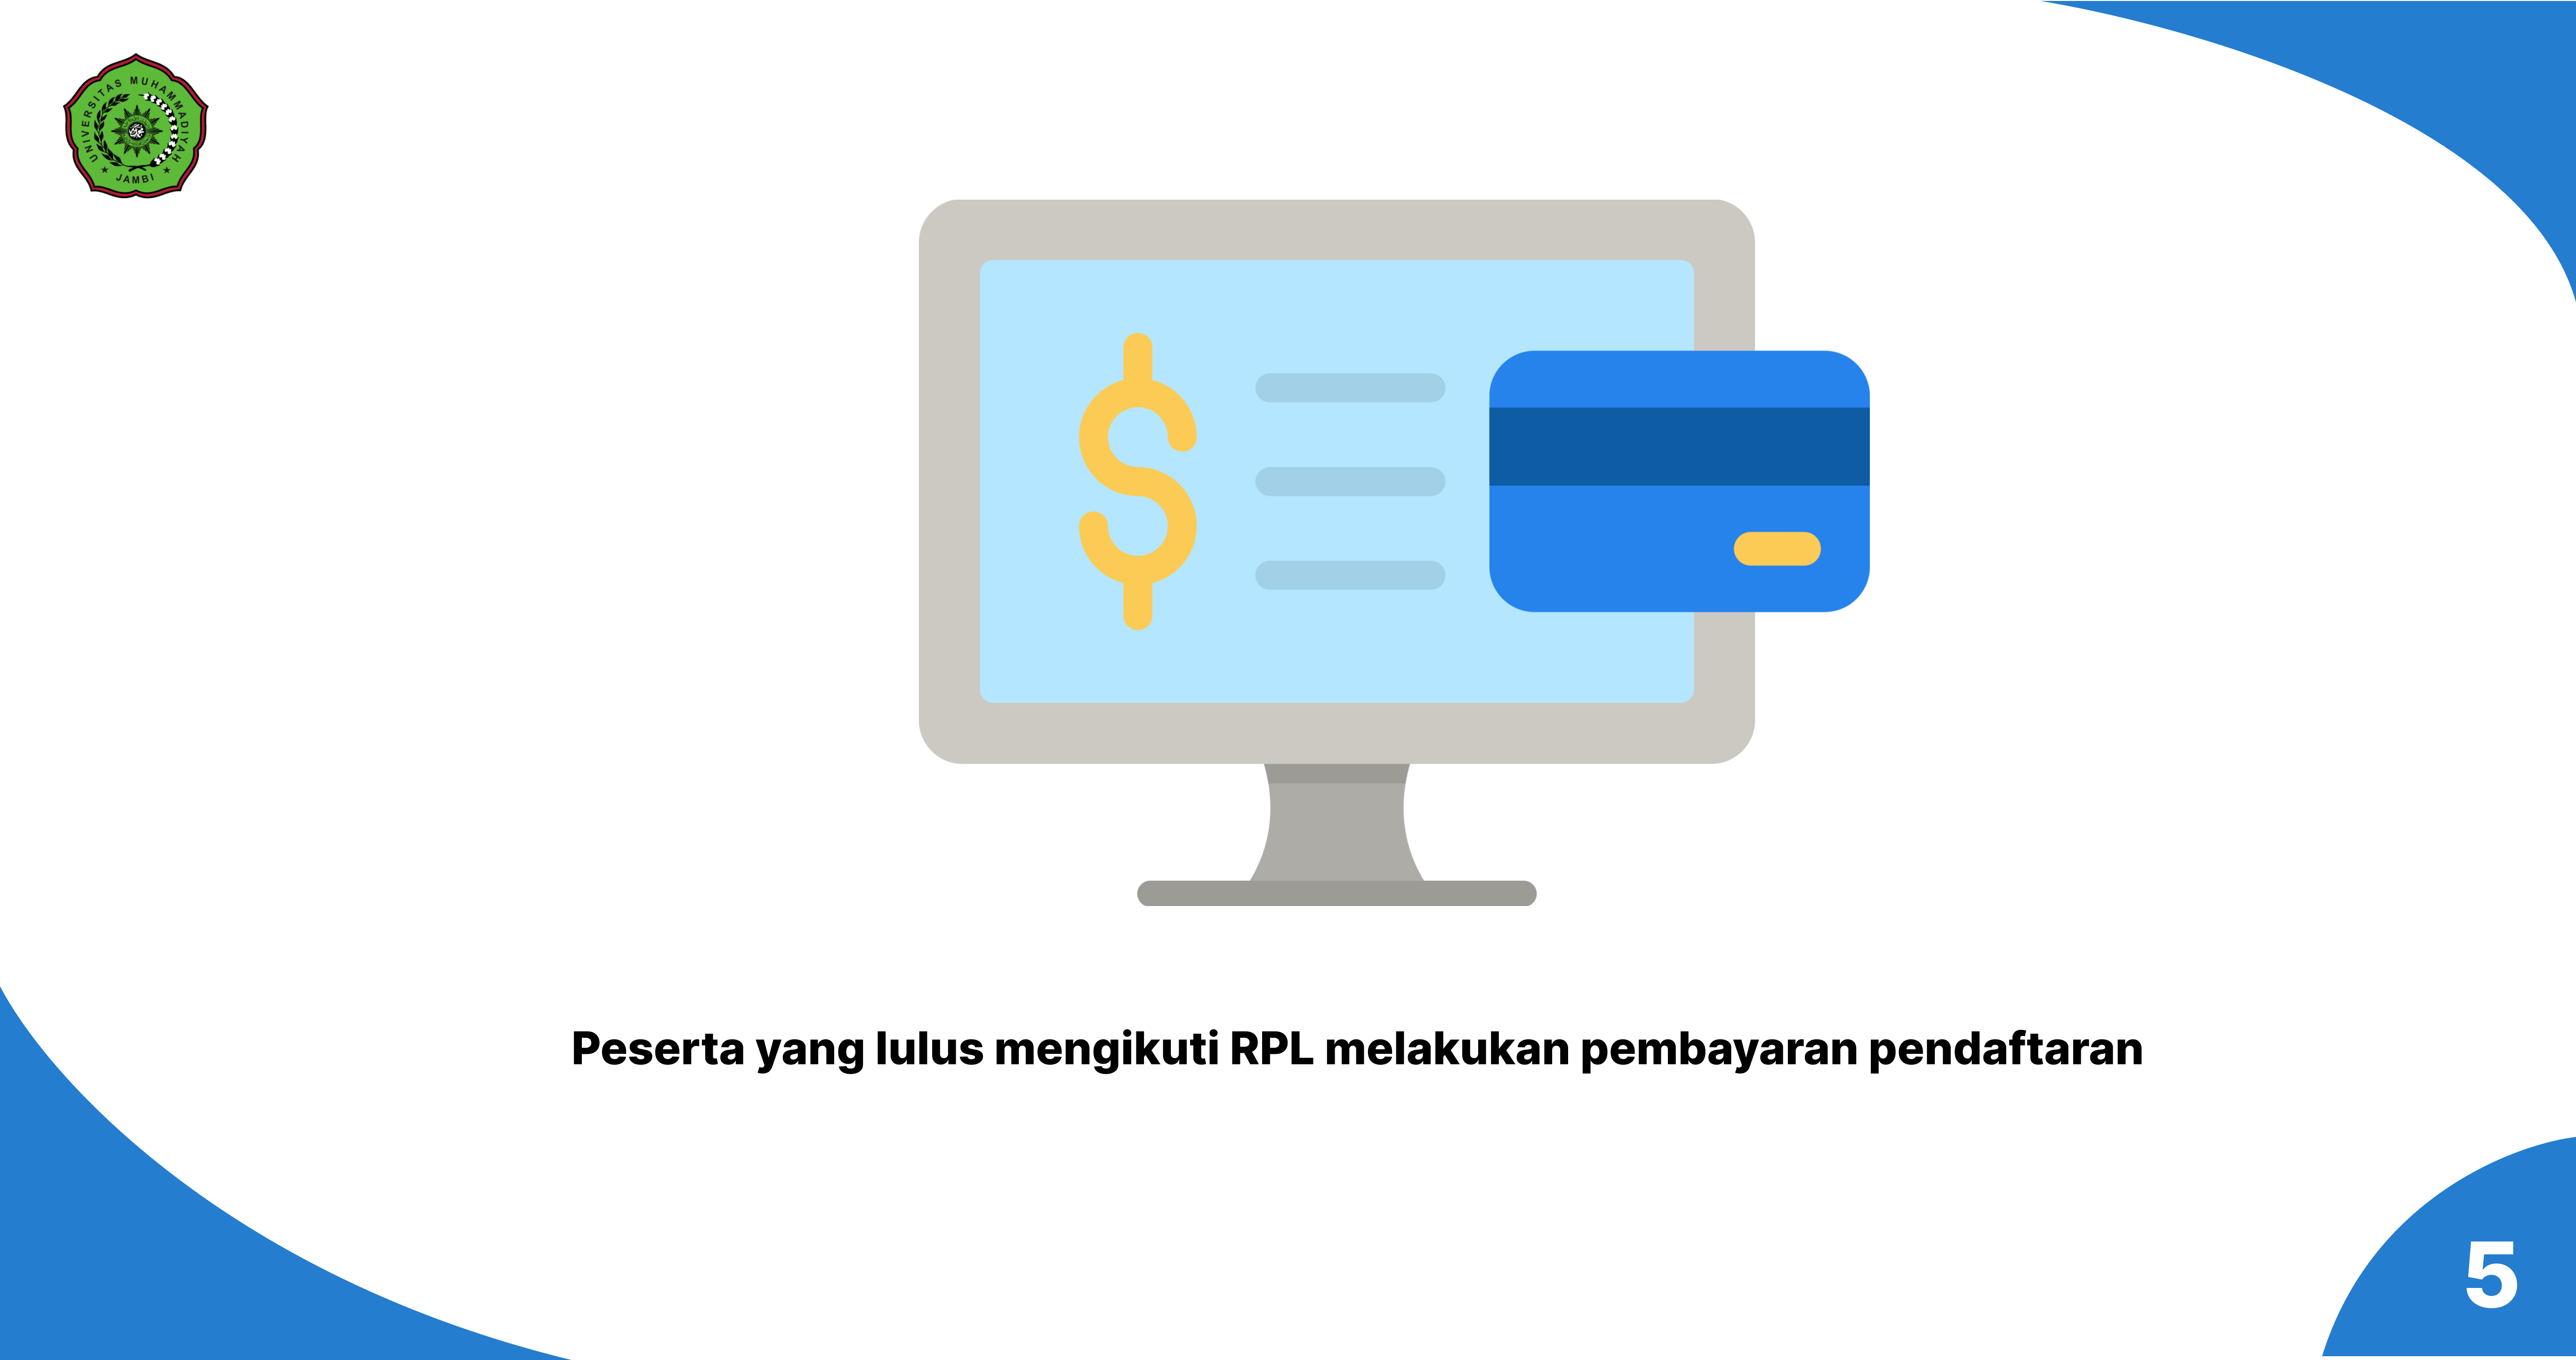 UNIVERSITAS MUHAMMADIYAH
JAMBI
Peserta yang lulus mengikuti RPL melakukan pembayaran pendaftaran
5